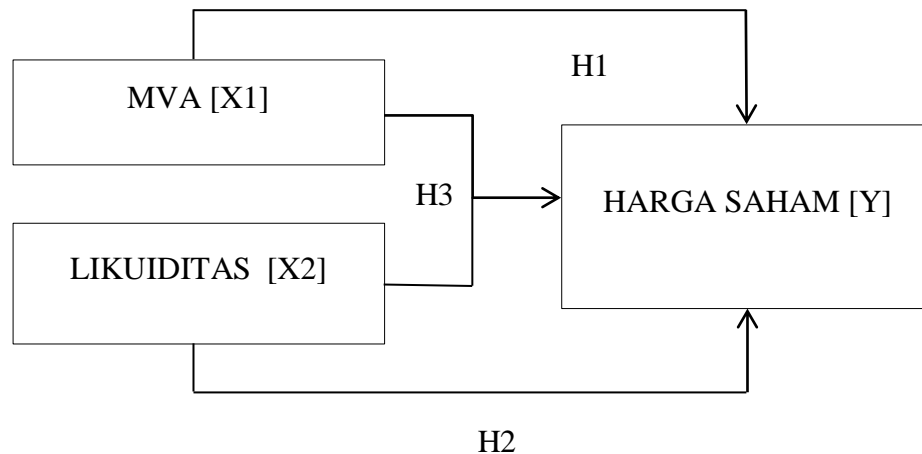 H1
MVA [X1]
H3
HARGA SAHAM [Y]
LIKUIDITAS [X2]
H2